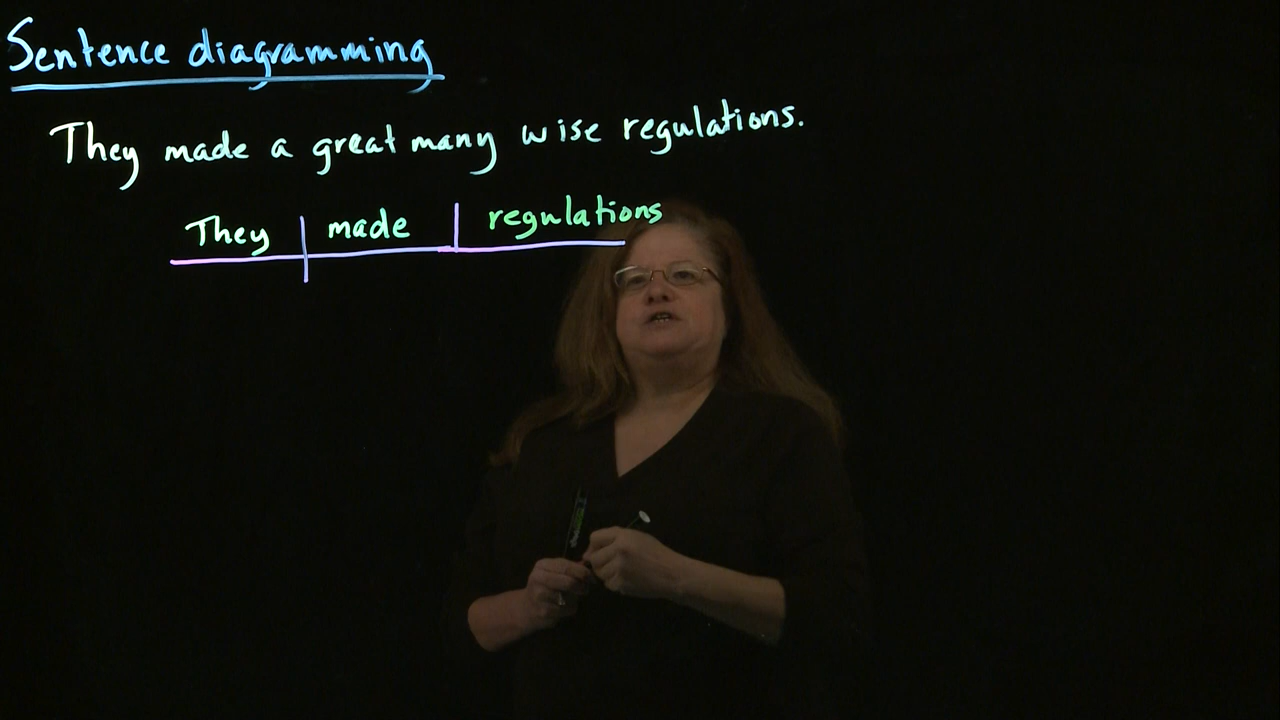 Sentence diagramming
They made a great many wise regulations.
They made regulations